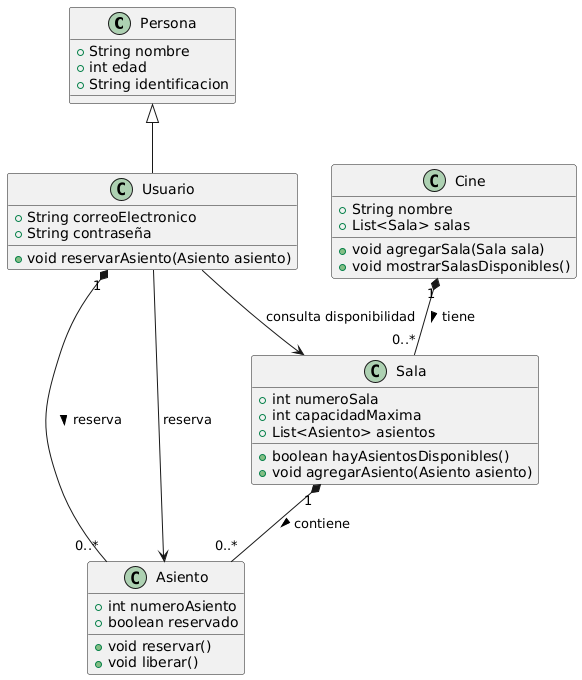 C Persona
+ String nombre
+ int edad
+ String identificacion
C Usuario
+ String correoElectronico
+ String contraseña
+ void reservarAsiento(Asiento asiento)
C Cine
+ String nombre
+ List<Sala> salas
+ void agregarSala(Sala sala)
+ void mostrarSalasDisponibles()
1
1
consulta disponibilidad
tiene
0..*
C Sala
+ int numeroSala
+ int capacidadMaxima
+ List<Asiento> asientos
+ boolean hayAsientosDisponibles()
+ void agregarAsiento(Asiento asiento)
reserva
reserva
1
contiene
0..*
0..*
C Asiento
+ int numeroAsiento
+ boolean reservado
+ void reservar()
+ void liberar()